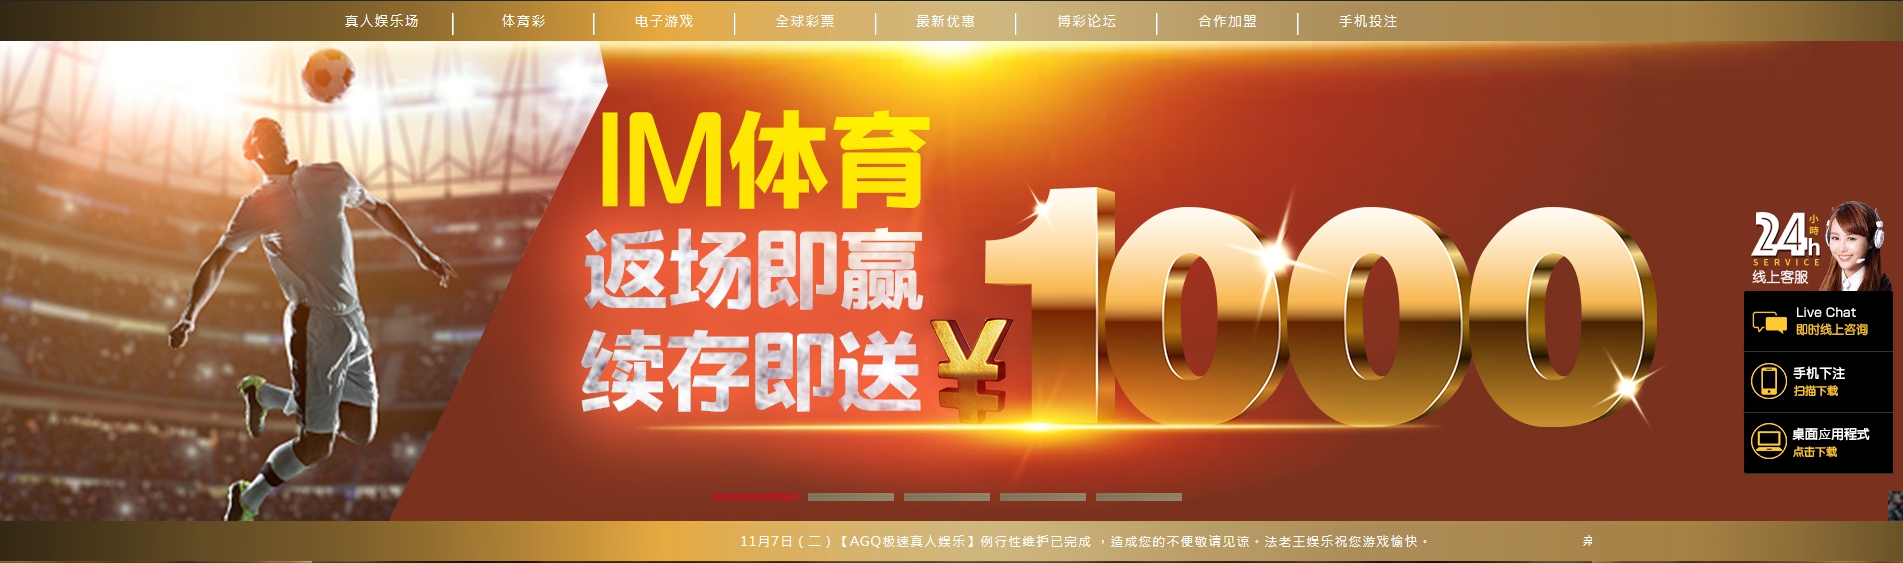 真人娱乐场
体育彩
电子游戏
全球彩票
最新优惠
博彩论坛
合作加盟
手机投注
IM体育
返场即赢
续存即送
¥1000
24h
小時
SERVICE
线上客服
Live Chat
即时线上咨询
手机下注
扫描下载
桌面应用程式
点击下载
11月7日（二）【AGQ极速真人娱乐】例行性维护已完成 ，造成您的不便敬请见谅。法老王娱乐祝您游戏愉快。